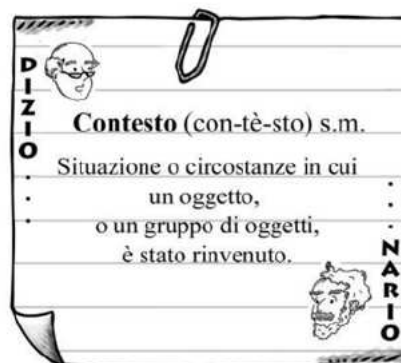 DIZIO...
Contesto (con-tè-sto) s.m.
Situazione o circostanze in cui
un oggetto,
o un gruppo di oggetti,
è stato rinvenuto.
...NARIO